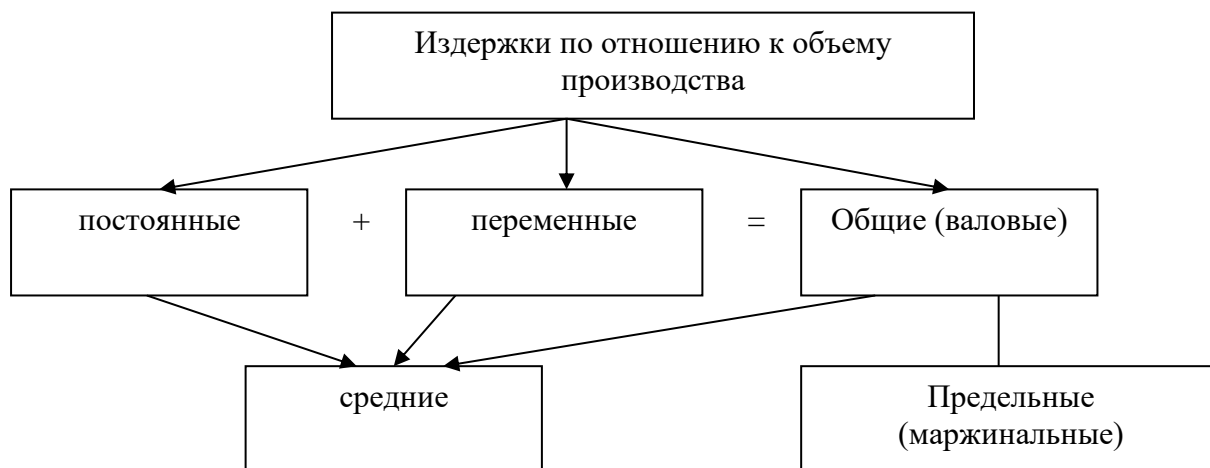 Издержки по отношению к объему
производства
постоянные + переменные = Общие (валовые)
средние
Предельные
(маржинальные)